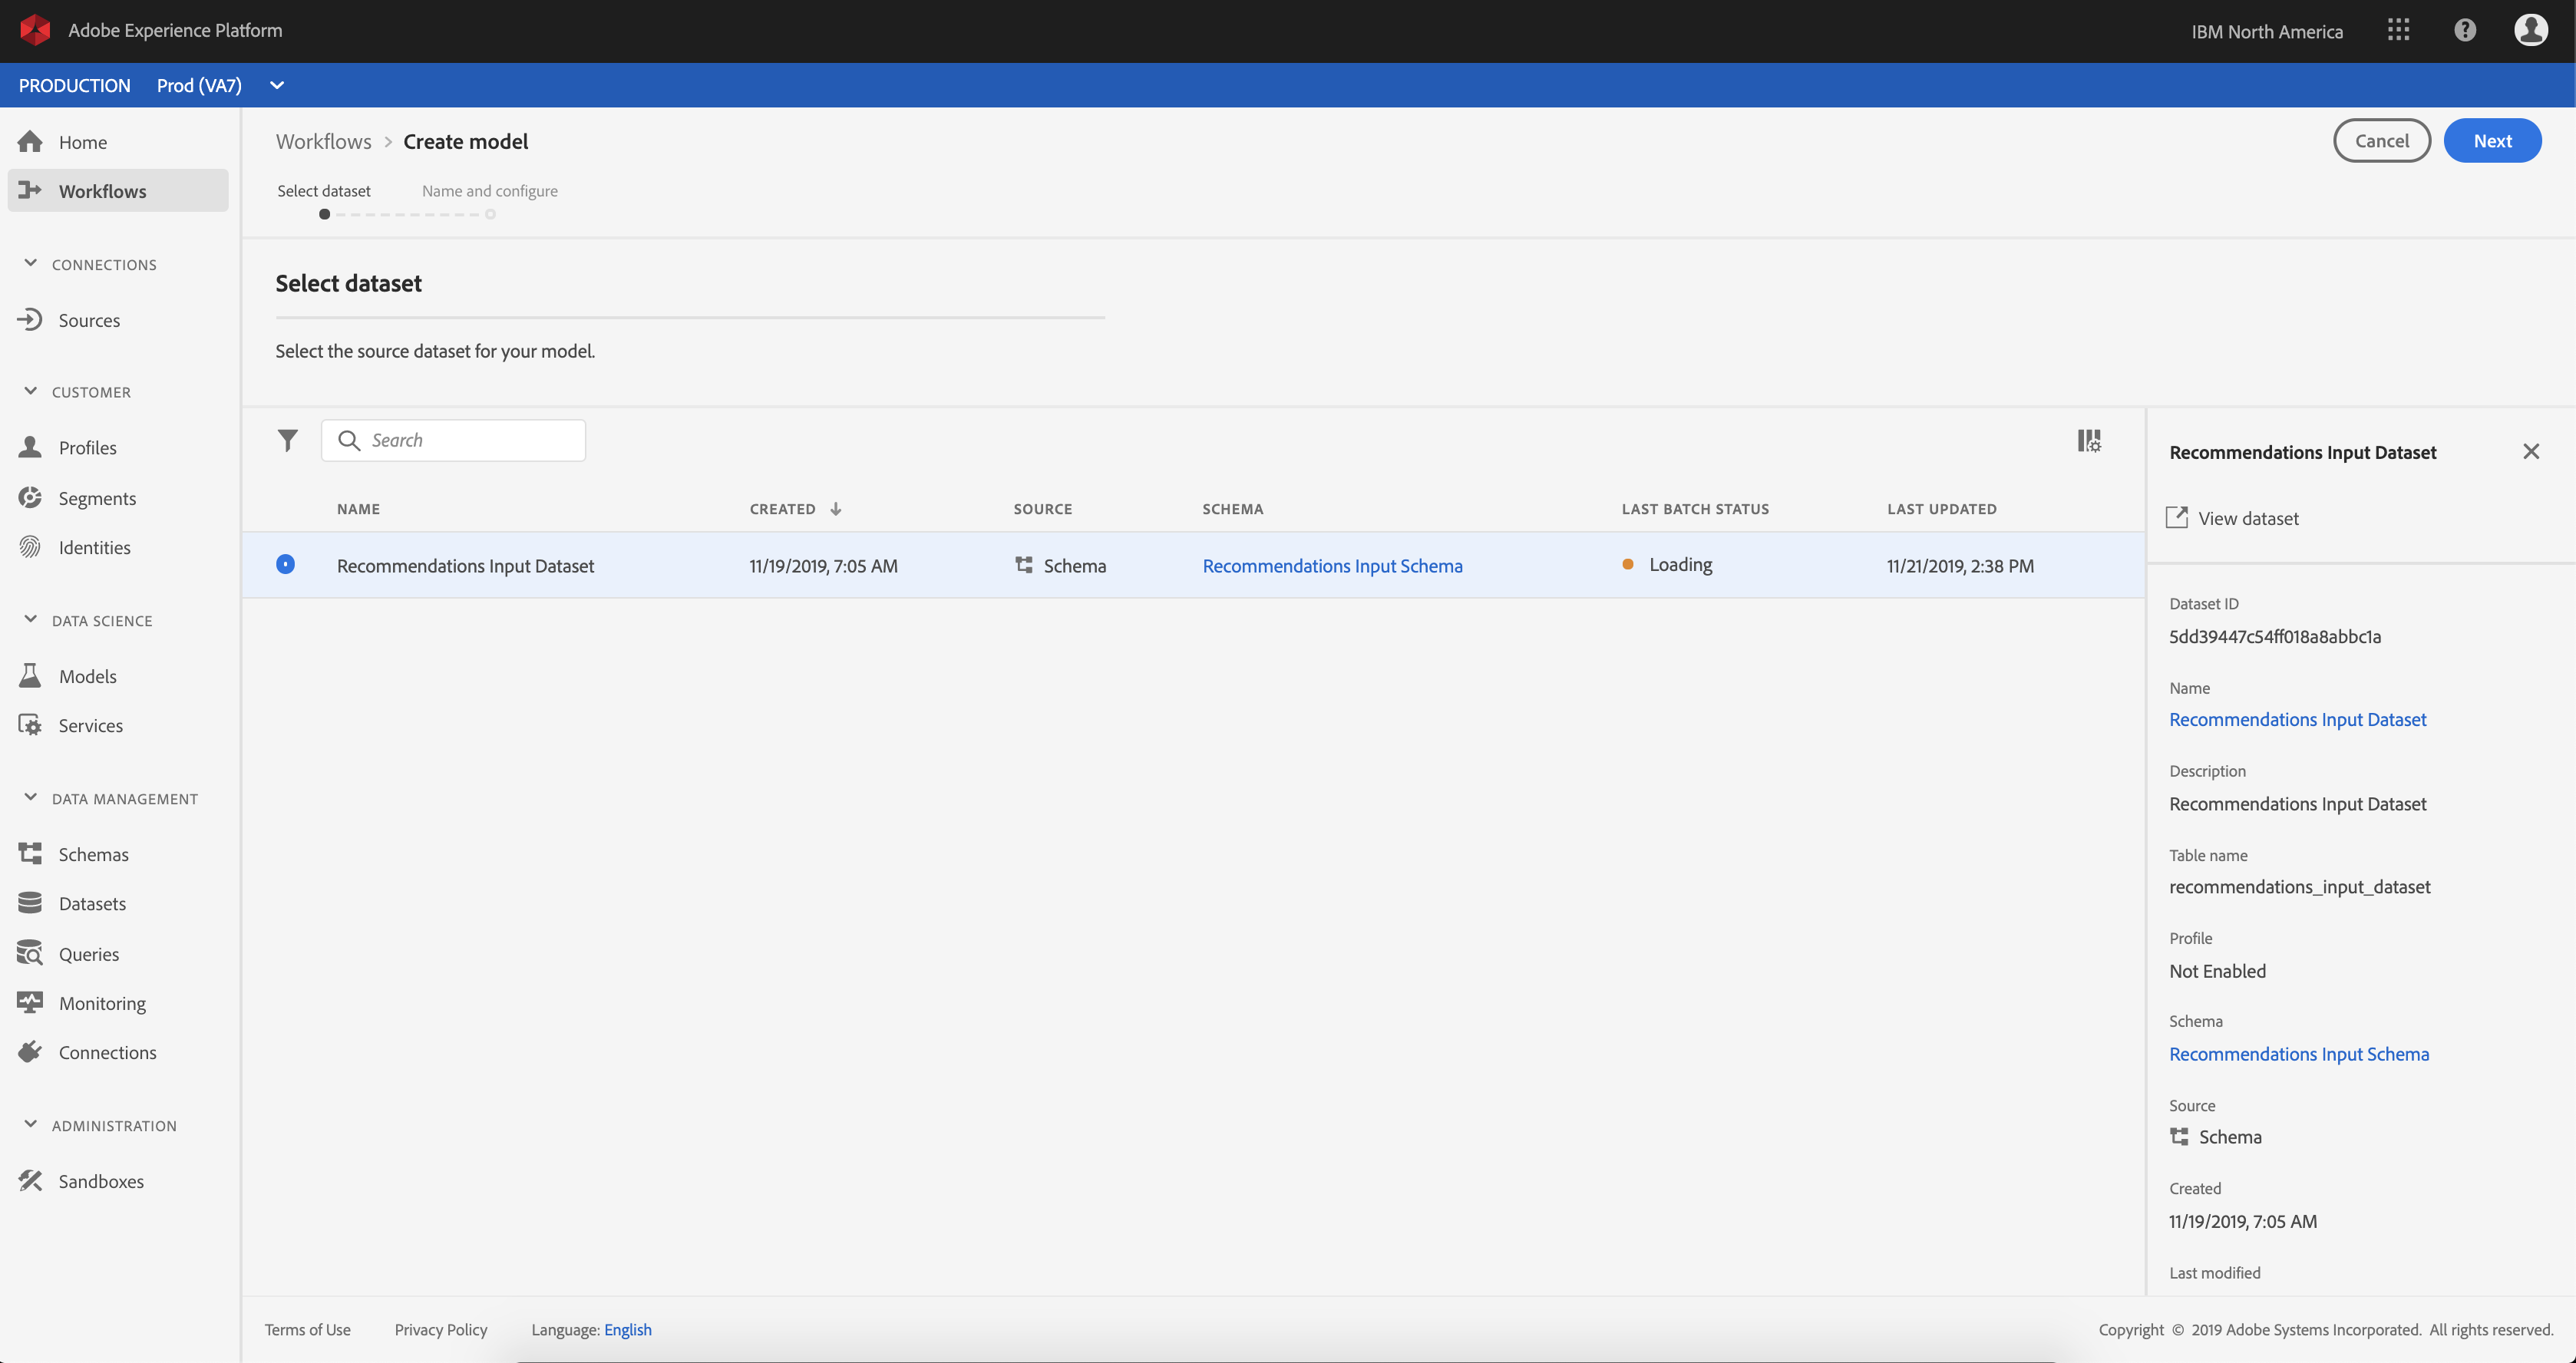 Adobe Experience Platform
IBM North America
PRODUCTION Prod (VA7)
Home
Workflows
CONNECTIONS
Sources
CUSTOMER
Profiles
Segments
Identities
DATA SCIENCE
Models
Services
DATA MANAGEMENT
Schemas
Datasets
Queries
Monitoring
Connections
ADMINISTRATION
Sandboxes
Workflows > Create model
Cancel
Next
Select dataset Name and configure
Select dataset
Select the source dataset for your model.
Search
NAME CREATED ↓ SOURCE SCHEMA LAST BATCH STATUS LAST UPDATED
Recommendations Input Dataset 11/19/2019, 7:05 AM Schema Recommendations Input Schema Loading 11/21/2019, 2:38 PM
Recommendations Input Dataset
View dataset
Dataset ID
5dd39447c54ff018a8abbc1a
Name
Recommendations Input Dataset
Description
Recommendations Input Dataset
Table name
recommendations_input_dataset
Profile
Not Enabled
Schema
Recommendations Input Schema
Source
Schema
Created
11/19/2019, 7:05 AM
Last modified
Terms of Use Privacy Policy Language: English
Copyright © 2019 Adobe Systems Incorporated. All rights reserved.